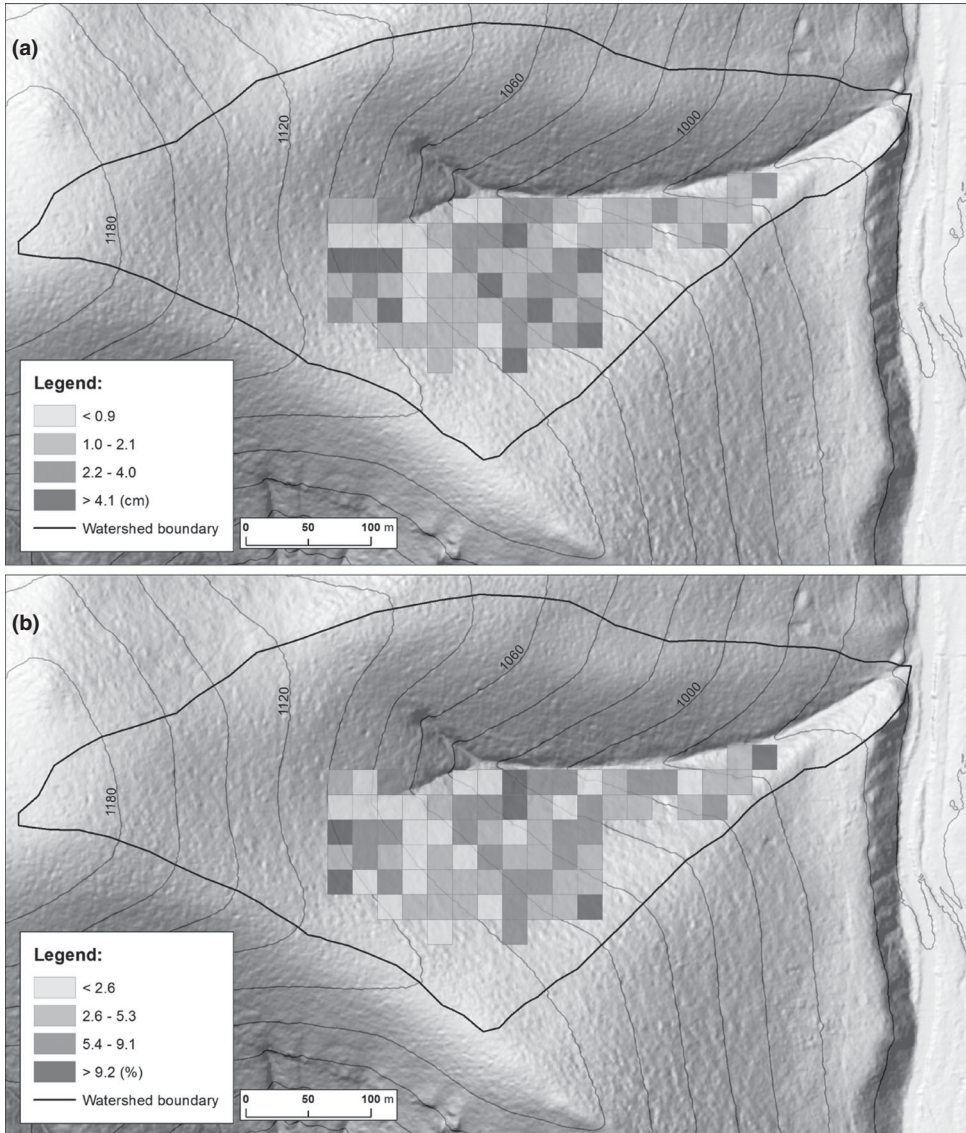 (a)
1060
1120
1000
1180
Legend:
< 0.9
1.0 - 2.1
2.2 - 4.0
> 4.1 (cm)
Watershed boundary
0 50 100 m
(b)
1060
1120
1000
1180
Legend:
< 2.6
2.6 - 5.3
5.4 - 9.1
> 9.2 (%)
Watershed boundary
0 50 100 m